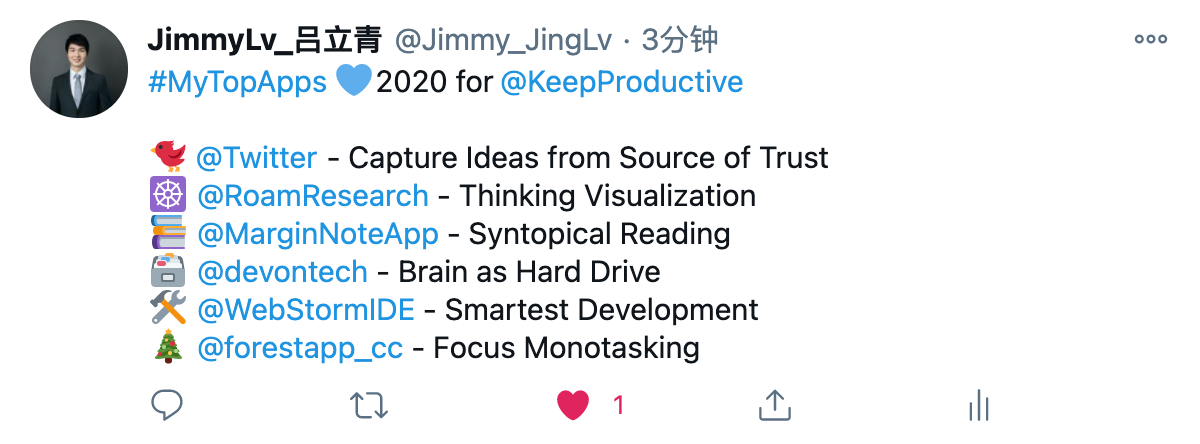 JimmyLv_吕立青 @Jimmy_JingLv · 3分钟
#MyTopApps 💙2020 for @KeepProductive
🐦 @Twitter - Capture Ideas from Source of Trust
☸️ @RoamResearch - Thinking Visualization
📚 @MarginNoteApp - Syntopical Reading
🗃️ @devontech - Brain as Hard Drive
🛠️ @WebStormIDE - Smartest Development
🎄 @forestapp_cc - Focus Monotasking
1